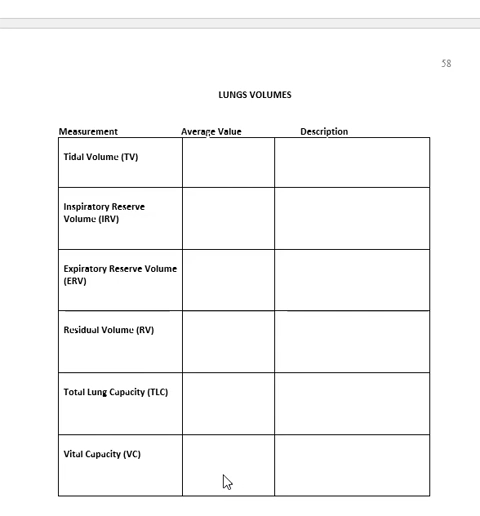 58
LUNGS VOLUMES
Measurement Average Value Description
Tidal Volume (TV)
Inspiratory Reserve
Volume (IRV)
Expiratory Reserve Volume
(ERV)
Residual Volume (RV)
Total Lung Capacity (TLC)
Vital Capacity (VC)